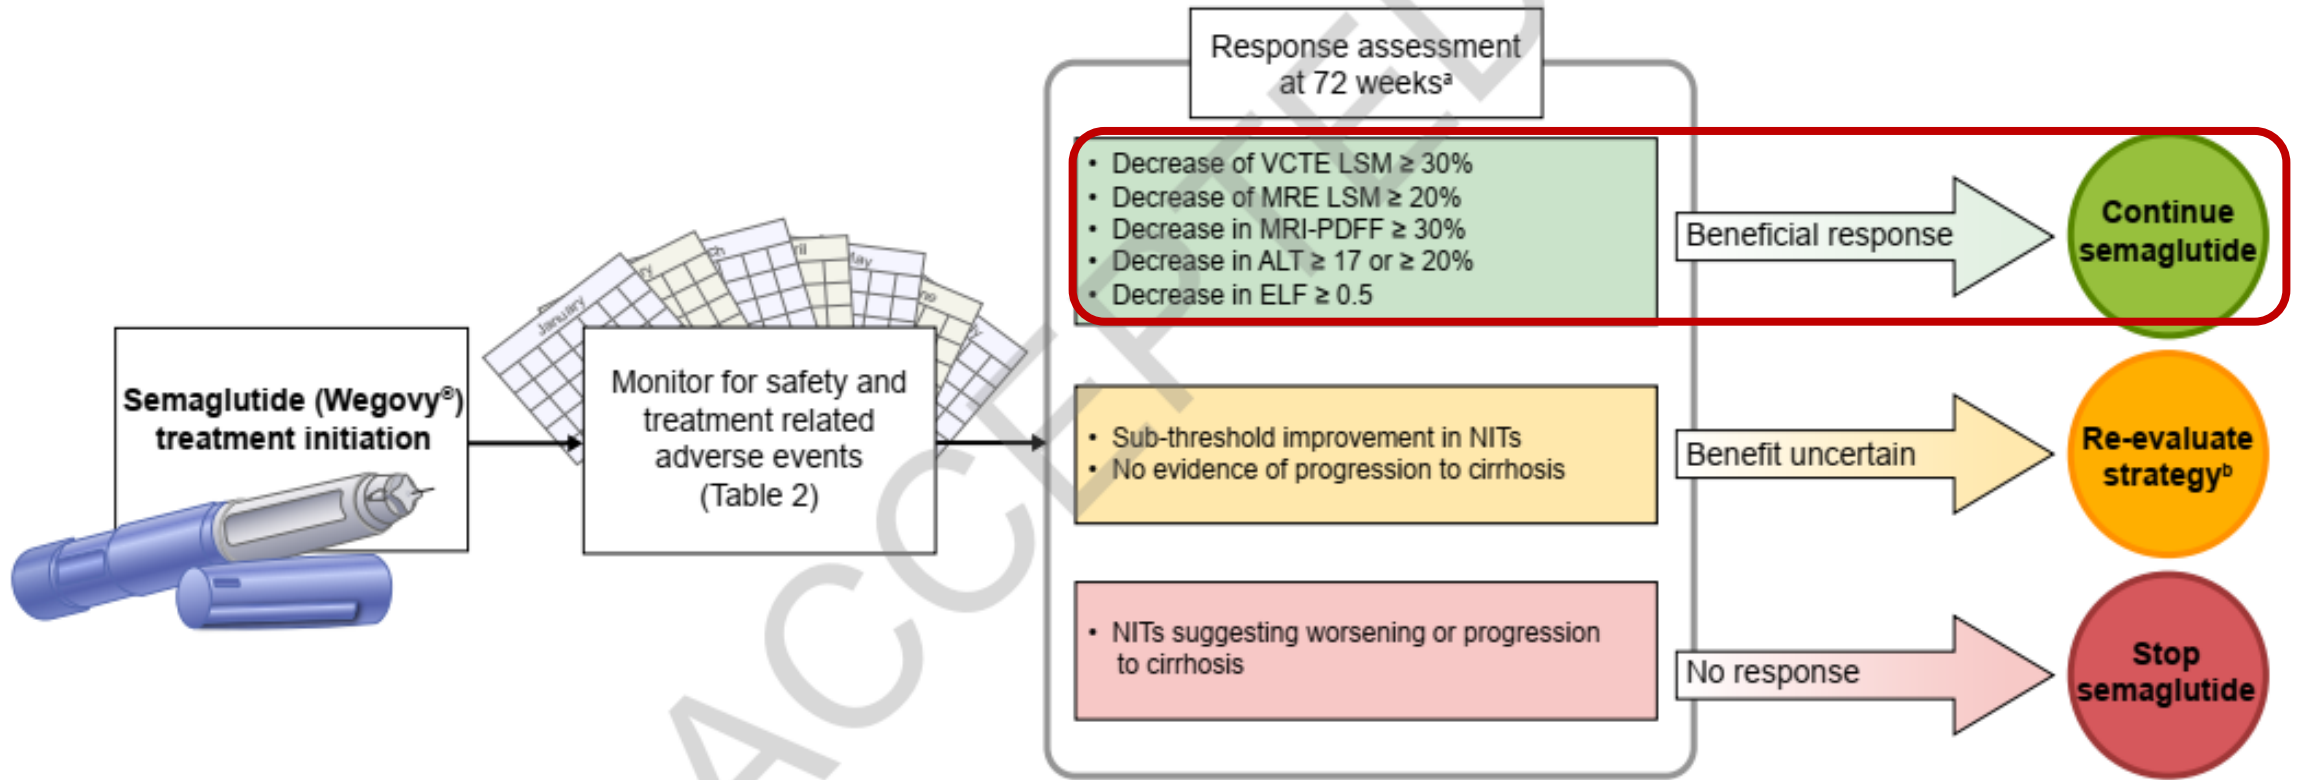 Response assessment
at 72 weeksᵃ
• Decrease of VCTE LSM ≥ 30%
• Decrease of MRE LSM ≥ 20%
• Decrease in MRI-PDFF ≥ 30%
• Decrease in ALT ≥ 17 or ≥ 20%
• Decrease in ELF ≥ 0.5
Beneficial response
Continue
semaglutide
January
Semaglutide (Wegovy®)
treatment initiation
Monitor for safety and
treatment related
adverse events
(Table 2)
• Sub-threshold improvement in NITs
• No evidence of progression to cirrhosis
Benefit uncertain
Re-evaluate
strategyᵇ
• NITs suggesting worsening or progression
to cirrhosis
No response
Stop
semaglutide
ACCEPTED